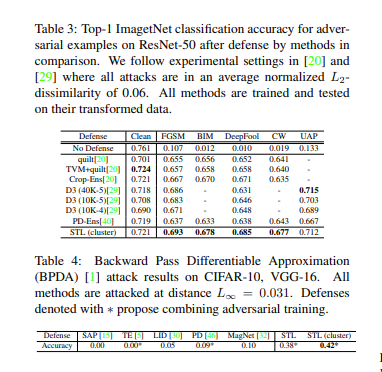 Table 3: Top-1 ImagetNet classification accuracy for adver-
sarial examples on ResNet-50 after defense by methods in
comparison. We follow experimental settings in [20] and
[29] where all attacks are in an average normalized L2-
dissimilarity of 0.06. All methods are trained and tested
on their transformed data.
Defense Clean FGSM BIM DeepFool CW UAP
No Defense 0.761 0.107 0.012 0.010 0.019 0.133
quilt[20] 0.701 0.655 0.656 0.652 0.641 -
TVM+quilt[20] 0.724 0.657 0.658 0.658 0.640 -
Crop-Ens[20] 0.721 0.667 0.670 0.671 0.635 -
D3 (40K-5)[29] 0.718 0.686 - 0.631 - 0.715
D3 (10K-5)[29] 0.708 0.683 - 0.646 - 0.703
D3 (10K-4)[29] 0.690 0.671 - 0.648 - 0.689
PD-Ens[40] 0.719 0.637 0.633 0.638 0.643 0.667
STL (cluster) 0.721 0.693 0.678 0.685 0.677 0.712
Table 4: Backward Pass Differentiable Approximation
(BPDA) [1] attack results on CIFAR-10, VGG-16. All
methods are attacked at distance L∞ = 0.031. Defenses
denoted with * propose combining adversarial training.
Defense SAP [15] TE [5] LID [30] PD [46] MagNet [32] STL STL (cluster)
Accuracy 0.00 0.00* 0.05 0.09* 0.10 0.38* 0.42*